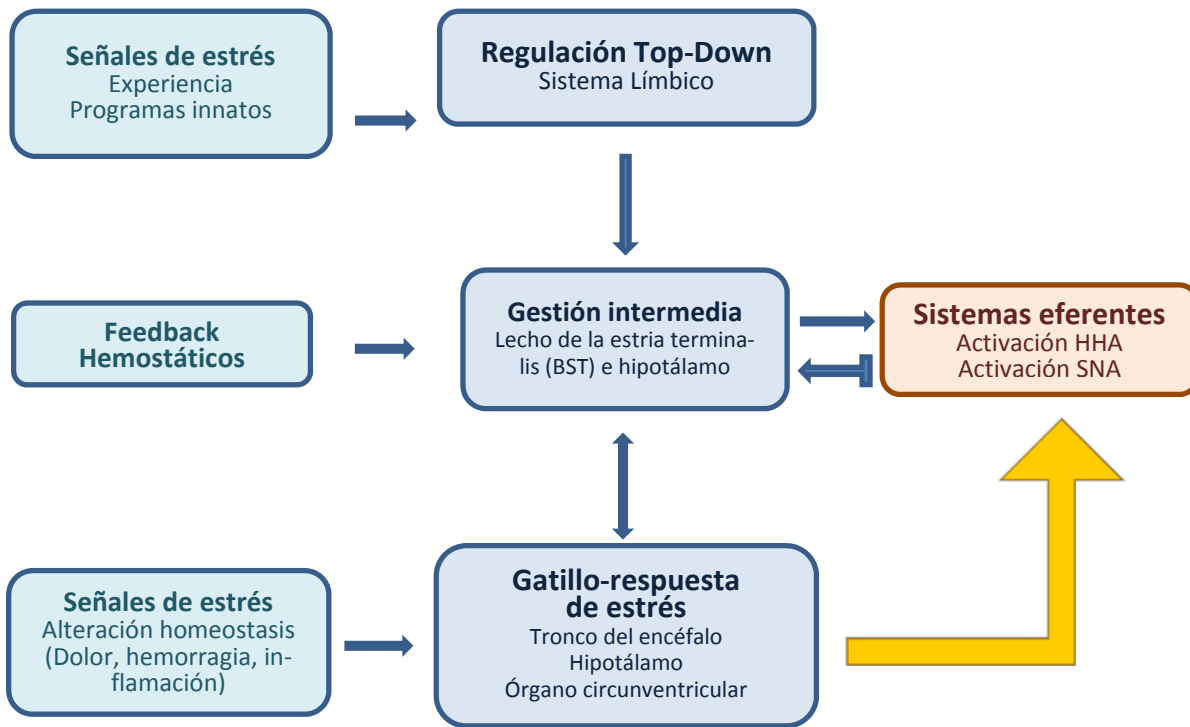 Señales de estrés
Experiencia
Programas innatos
Regulación Top-Down
Sistema Límbico
Feedback
Hemostáticos
Gestión intermedia
Lecho de la estria termina-
lis (BST) e hipotálamo
Sistemas eferentes
Activación HHA
Activación SNA
Señales de estrés
Alteración homeostasis
(Dolor, hemorragia, in-
flamación)
Gatillo-respuesta
de estrés
Tronco del encéfalo
Hipotálamo
Órgano circunventricular